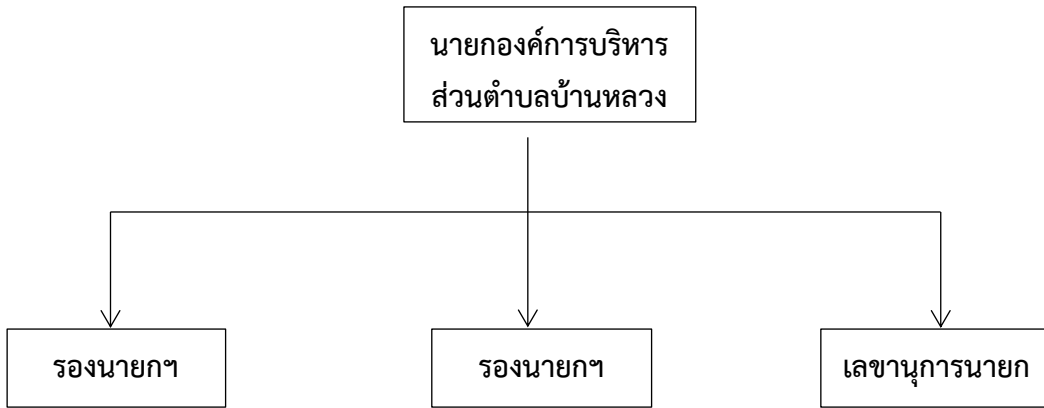 นายกองค์การบริหาร
ส่วนตำบลบ้านหลวง
รองนายกฯ
รองนายกฯ
เลขานุการนายก